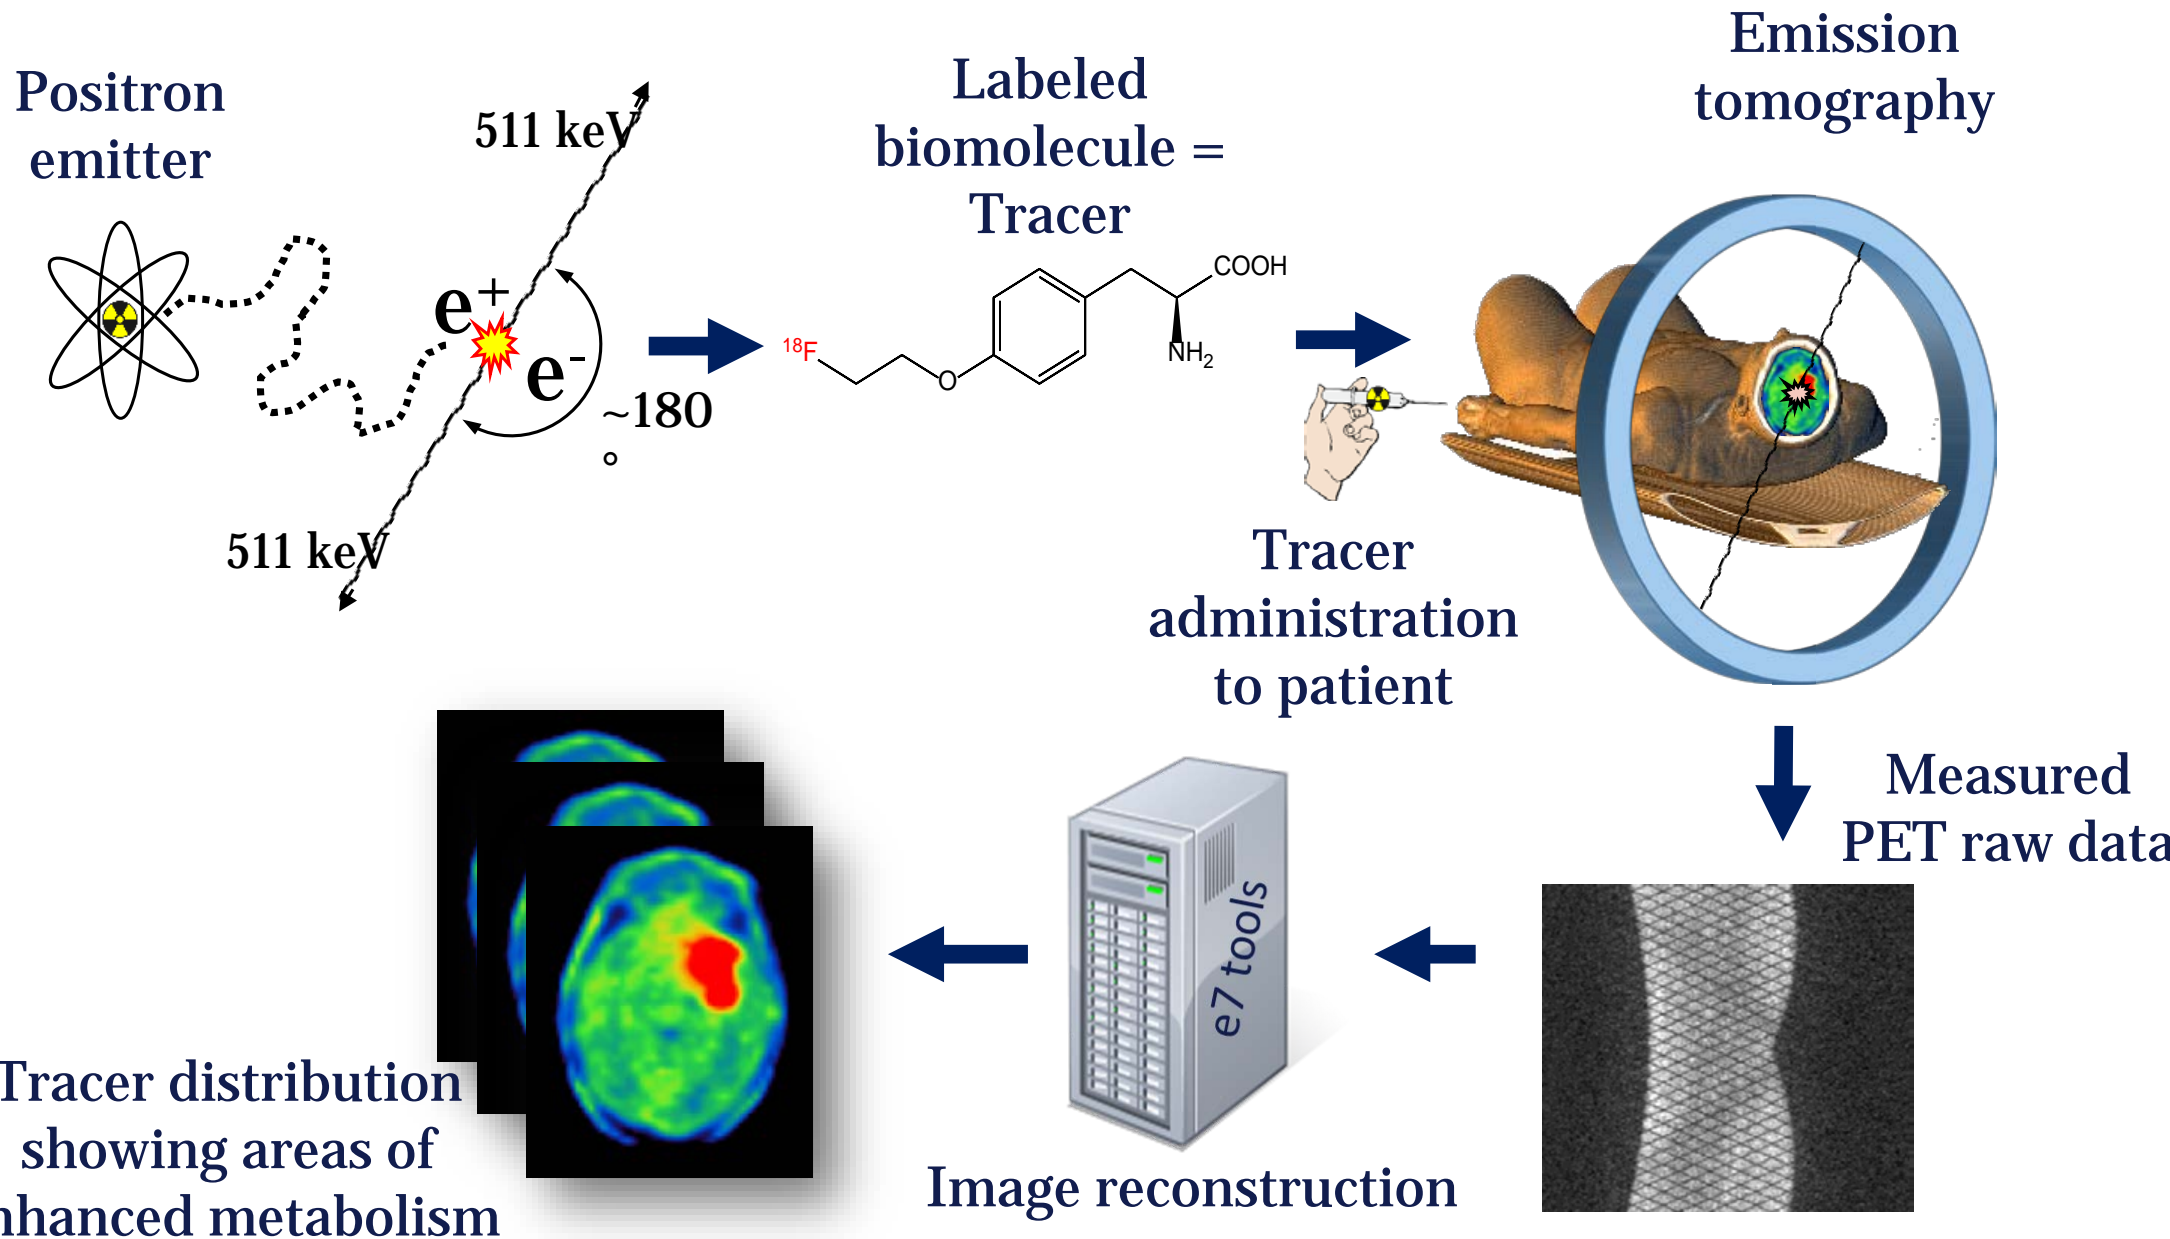 Positron
emitter
511 keV
e+
e-
~180
°
511 keV
Labeled
biomolecule =
Tracer
18F
O
COOH
NH2
Emission
tomography
Tracer
administration
to patient
Measured
PET raw data
e7 tools
Image reconstruction
Tracer distribution
showing areas of
nhanced metabolism